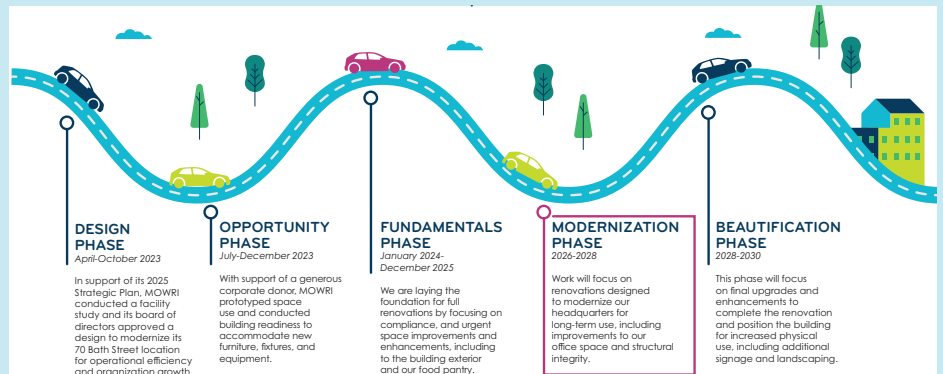 DESIGN
PHASE
April-October 2023
In support of its 2025
Strategic Plan, MOWRI
conducted a facility
study and its board of
directors approved a
design to modernize its
70 Bath Street location
for operational efficiency
and organization growth
OPPORTUNITY
PHASE
July-December 2023
With support of a generous
corporate donor, MOWRI
prototyped space
use and conducted
building readiness to
accommodate new
furniture, fixtures, and
equipment.
FUNDAMENTALS
PHASE
January 2024-
December 2025
We are laying the
foundation for full
renovations by focusing on
compliance, and urgent
space improvements and
enhancements, including
to the building exterior
and our food pantry.
MODERNIZATION
PHASE
2026-2028
Work will focus on
renovations designed
to modernize our
headquarters for
long-term use, including
improvements to our
office space and structural
integrity.
BEAUTIFICATION
PHASE
2028-2030
This phase will focus
on final upgrades and
enhancements to
complete the renovation
and position the building
for increased physical
use, including additional
signage and landscaping.